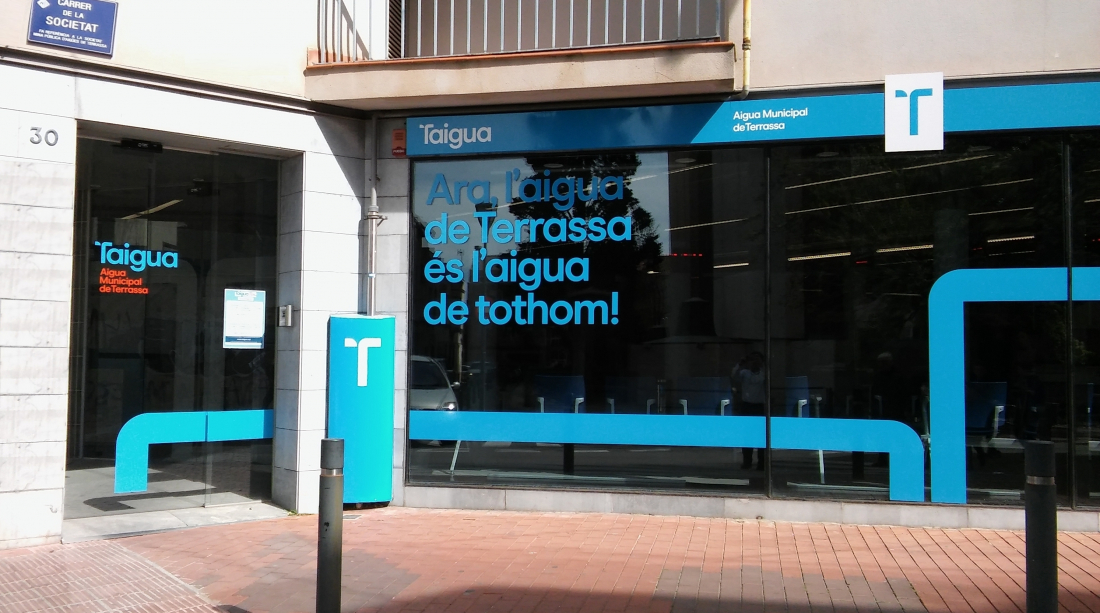 CARRER
DE LA
SOCIETAT
30
Taigua
Aigua Municipal
de Terrassa
T
Ara, l'aigua
de Terrassa
és l'aigua
de tothom!
Taigua
Aigua
Municipal
de Terrassa
T